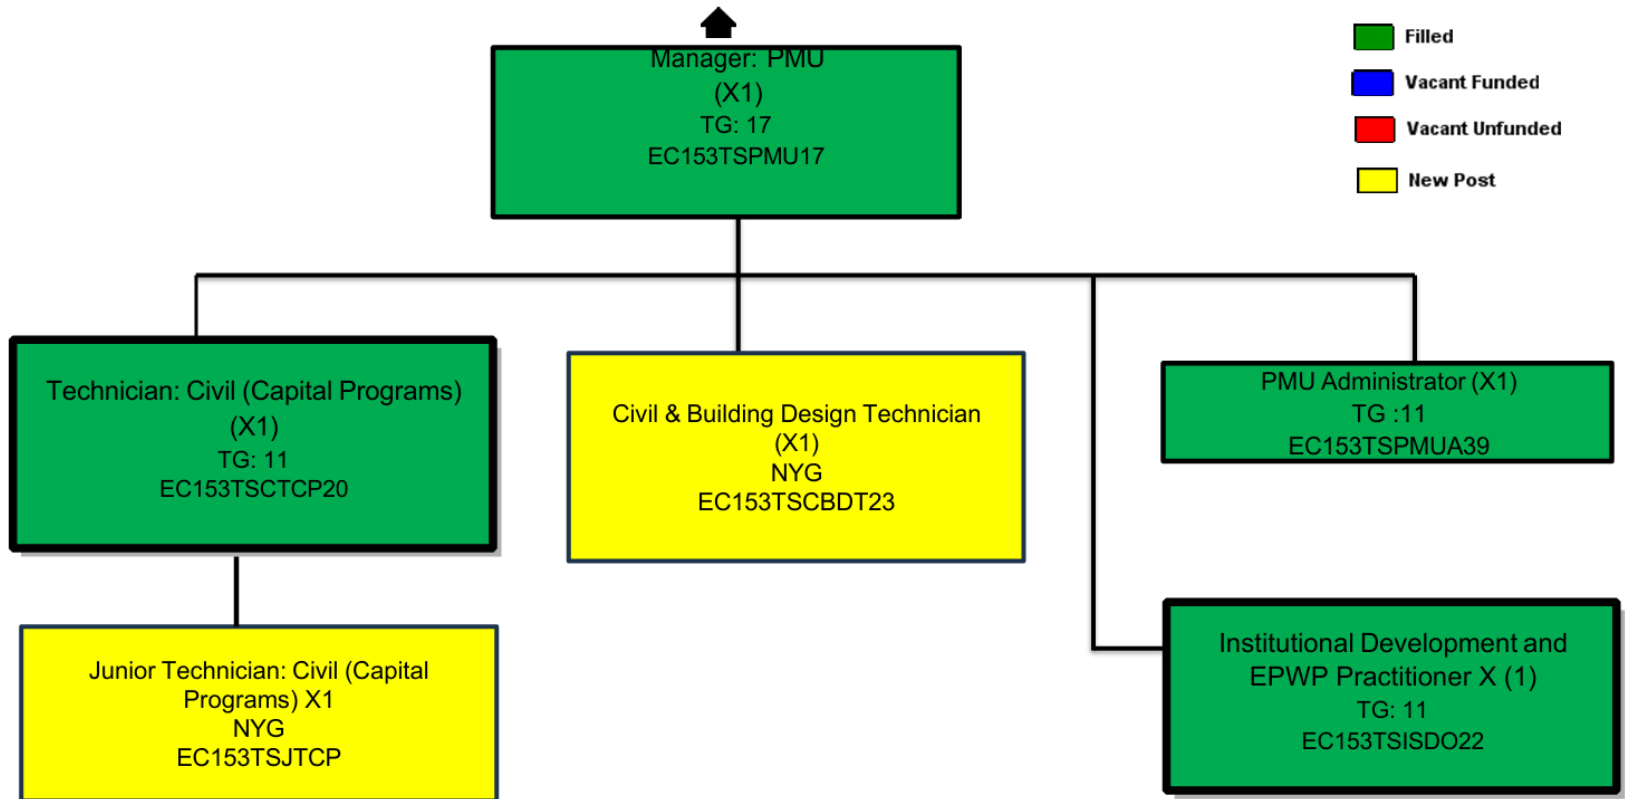 Manager: PMU
(X1)
TG: 17
EC153TSPMU17
Filled
Vacant Funded
Vacant Unfunded
New Post
Technician: Civil (Capital Programs)
(X1)
TG: 11
EC153TSCTCP20
Civil & Building Design Technician
(X1)
NYG
EC153TSCBDT23
PMU Administrator (X1)
TG :11
EC153TSPMUA39
Junior Technician: Civil (Capital
Programs) X1
NYG
EC153TSJTCP
Institutional Development and
EPWP Practitioner X (1)
TG: 11
EC153TSISDO22